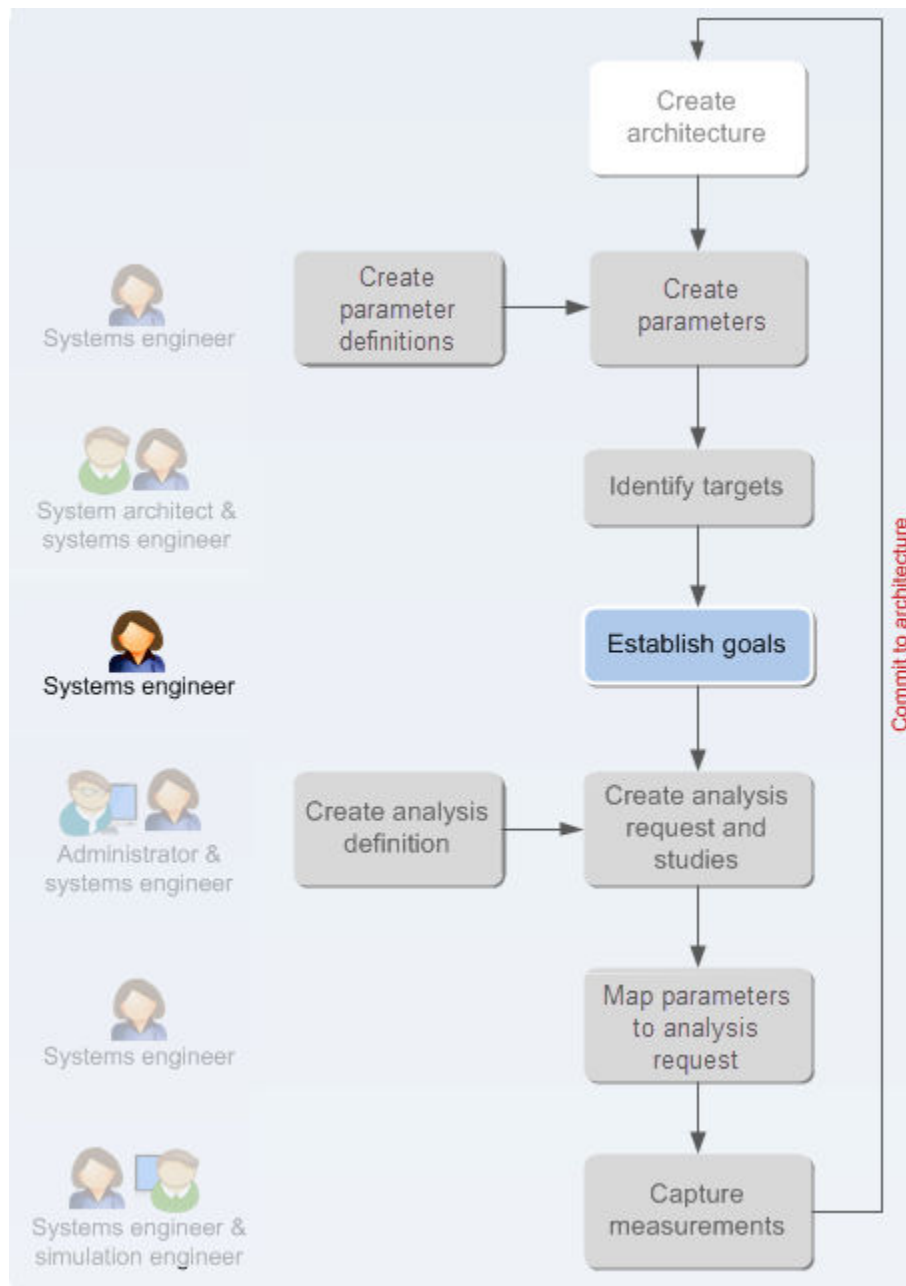 Create
architecture
Systems engineer
Create
parameter
definitions
Create
parameters
System architect &
systems engineer
Identify targets
Systems engineer
Establish goals
Commit to architecture
Administrator &
systems engineer
Create analysis
definition
Create analysis
request and
studies
Systems engineer
Map parameters
to analysis
request
Systems engineer &
simulation engineer
Capture
measurements